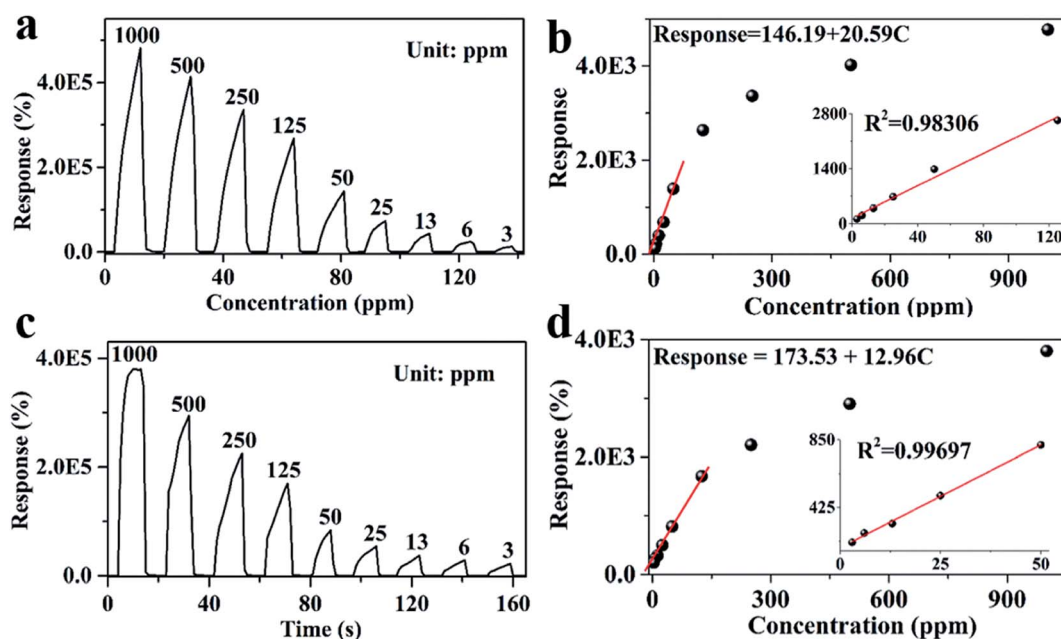 a
1000
Unit: ppm
500
250
125
50
25
13
6
3
4.0E5
2.0E5
0.0
Response (%)
0 40 80 120
Concentration (ppm)
b
Response=146.19+20.59C
4.0E3
2.0E3
0.0
Response
R²=0.98306
2800
1400
0
0 40 80 120
0 300 600 900
Concentration (ppm)
c
1000
Unit: ppm
500
250
125
50
25
13
6
3
4.0E5
2.0E5
0.0
Response (%)
0 40 80 120 160
Time (s)
d
Response = 173.53 + 12.96C
4.0E3
2.0E3
0.0
Response (%)
R²=0.99697
850
425
0 25 50
0 300 600 900
Concentration (ppm)